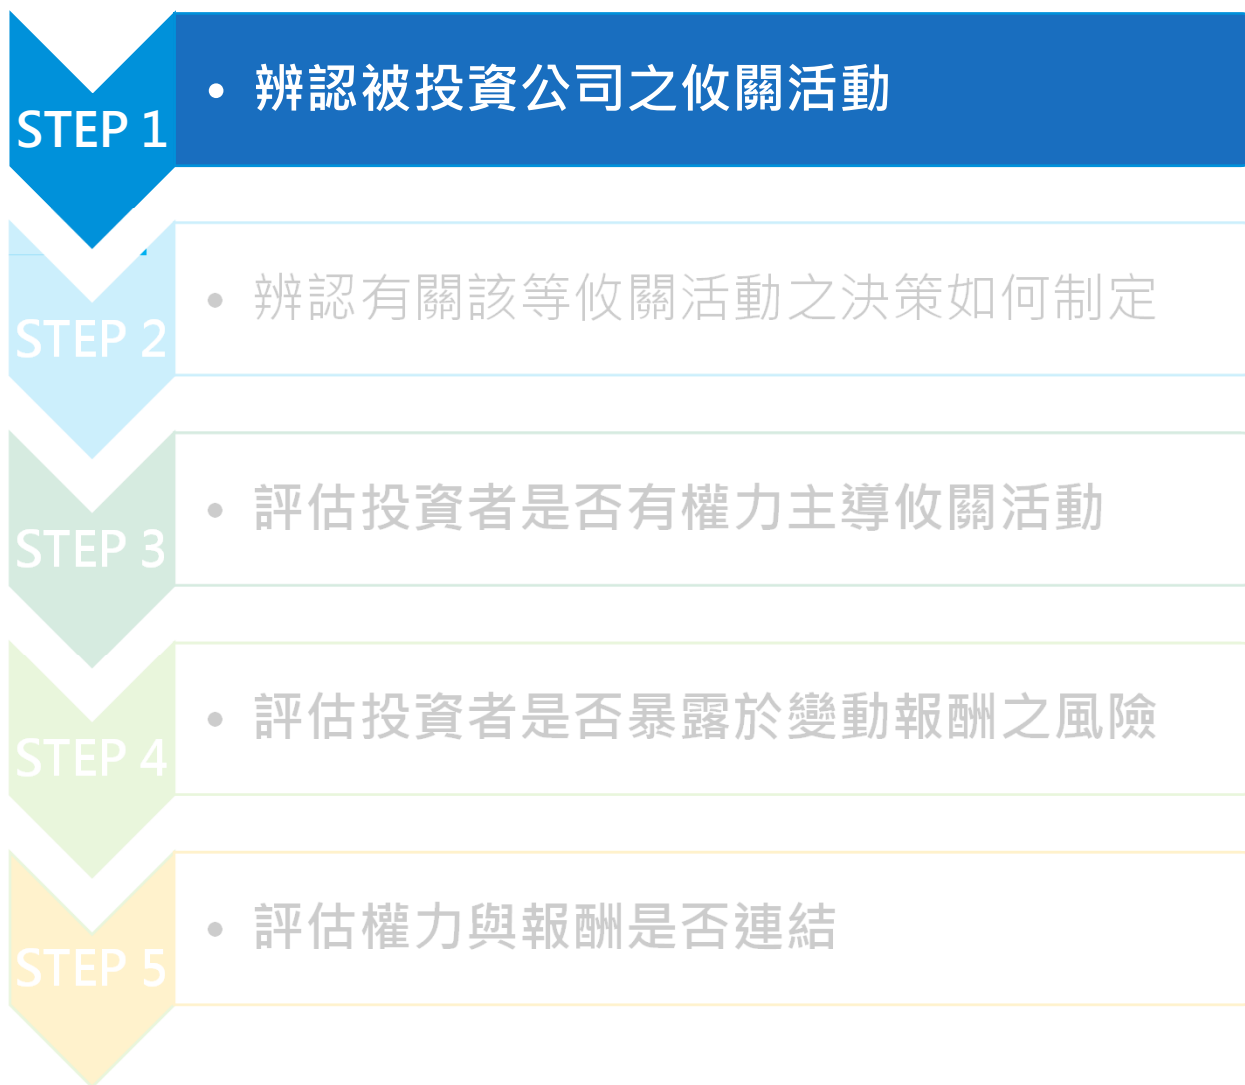 STEP 1
• 辨認被投資公司之攸關活動
STEP 2
• 辨認有關該等攸關活動之決策如何制定
STEP 3
• 評估投資者是否有權力主導攸關活動
STEP 4
• 評估投資者是否暴露於變動報酬之風險
STEP 5
• 評估權力與報酬是否連結